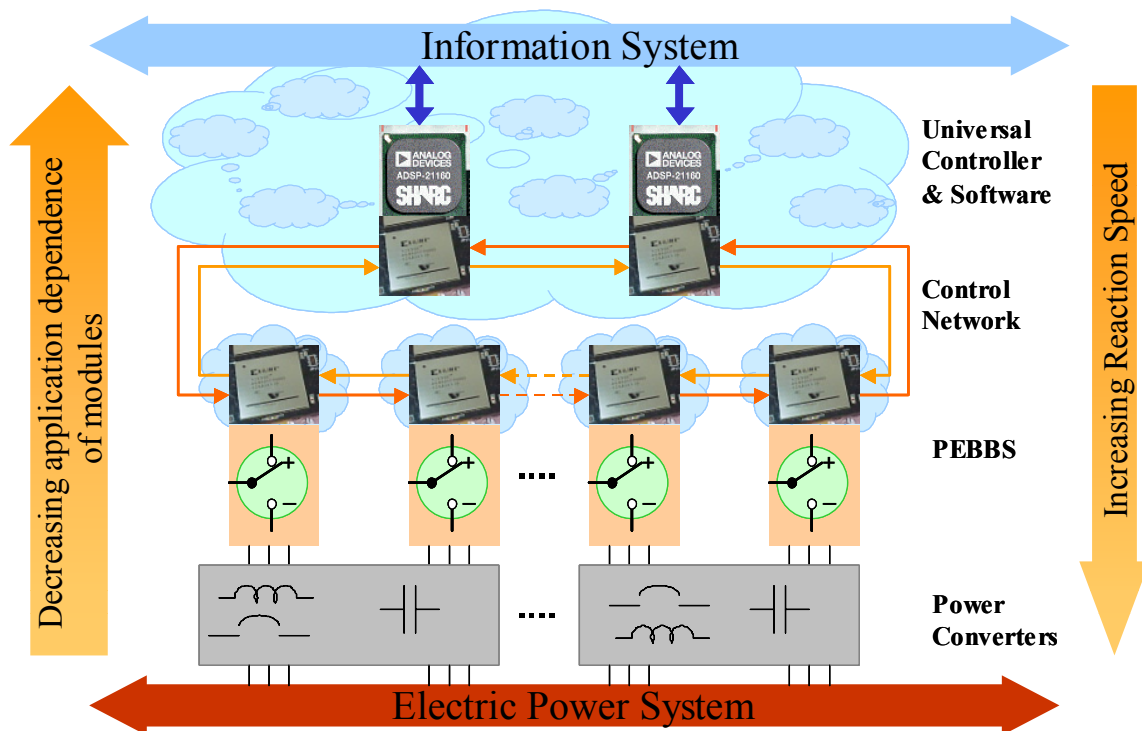 Information System
Decreasing application dependence
of modules
ANALOG
DEVICES
ADSP-21160
SHARC
ANALOG
DEVICES
ADSP-21160
SHARC
Universal
Controller
& Software
Increasing Reaction Speed
Control
Network
PEBBS
Power
Converters
Electric Power System